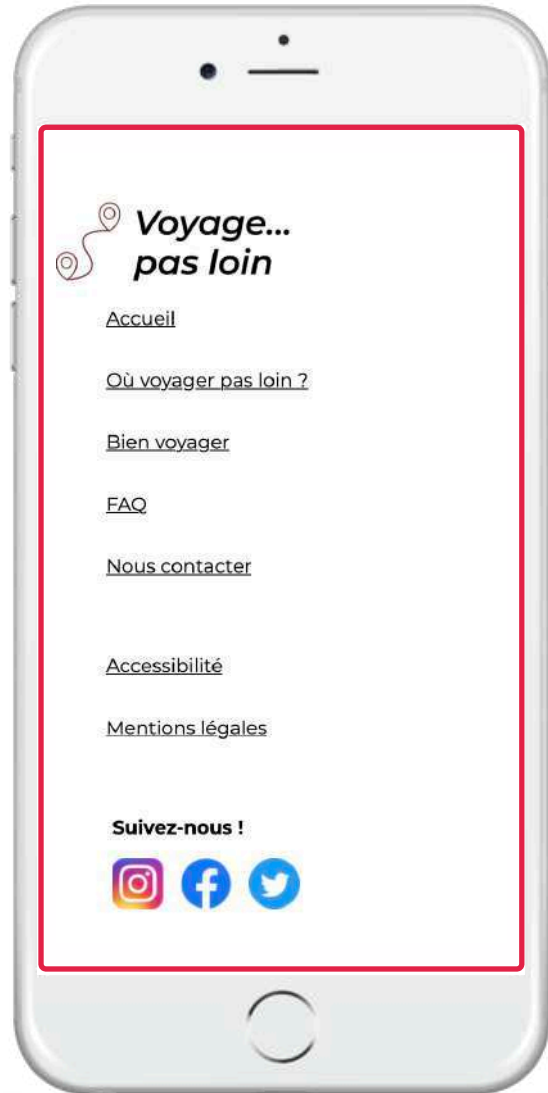 Voyage...
pas loin
Accueil
Où voyager pas loin ?
Bien voyager
FAQ
Nous contacter
Accessibilité
Mentions légales
Suivez-nous !